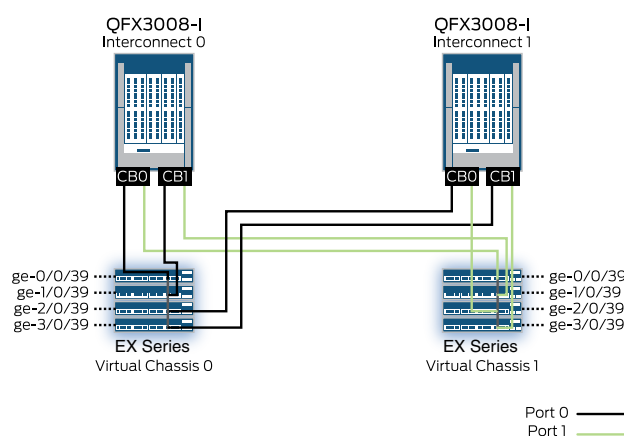 QFX3008-I
Interconnect 0
QFX3008-I
Interconnect 1
CB0 CB1
CB0 CB1
ge-0/0/39
ge-1/0/39
ge-2/0/39
ge-3/0/39
ge-0/0/39
ge-1/0/39
ge-2/0/39
ge-3/0/39
EX Series
Virtual Chassis 0
EX Series
Virtual Chassis 1
Port 0
Port 1